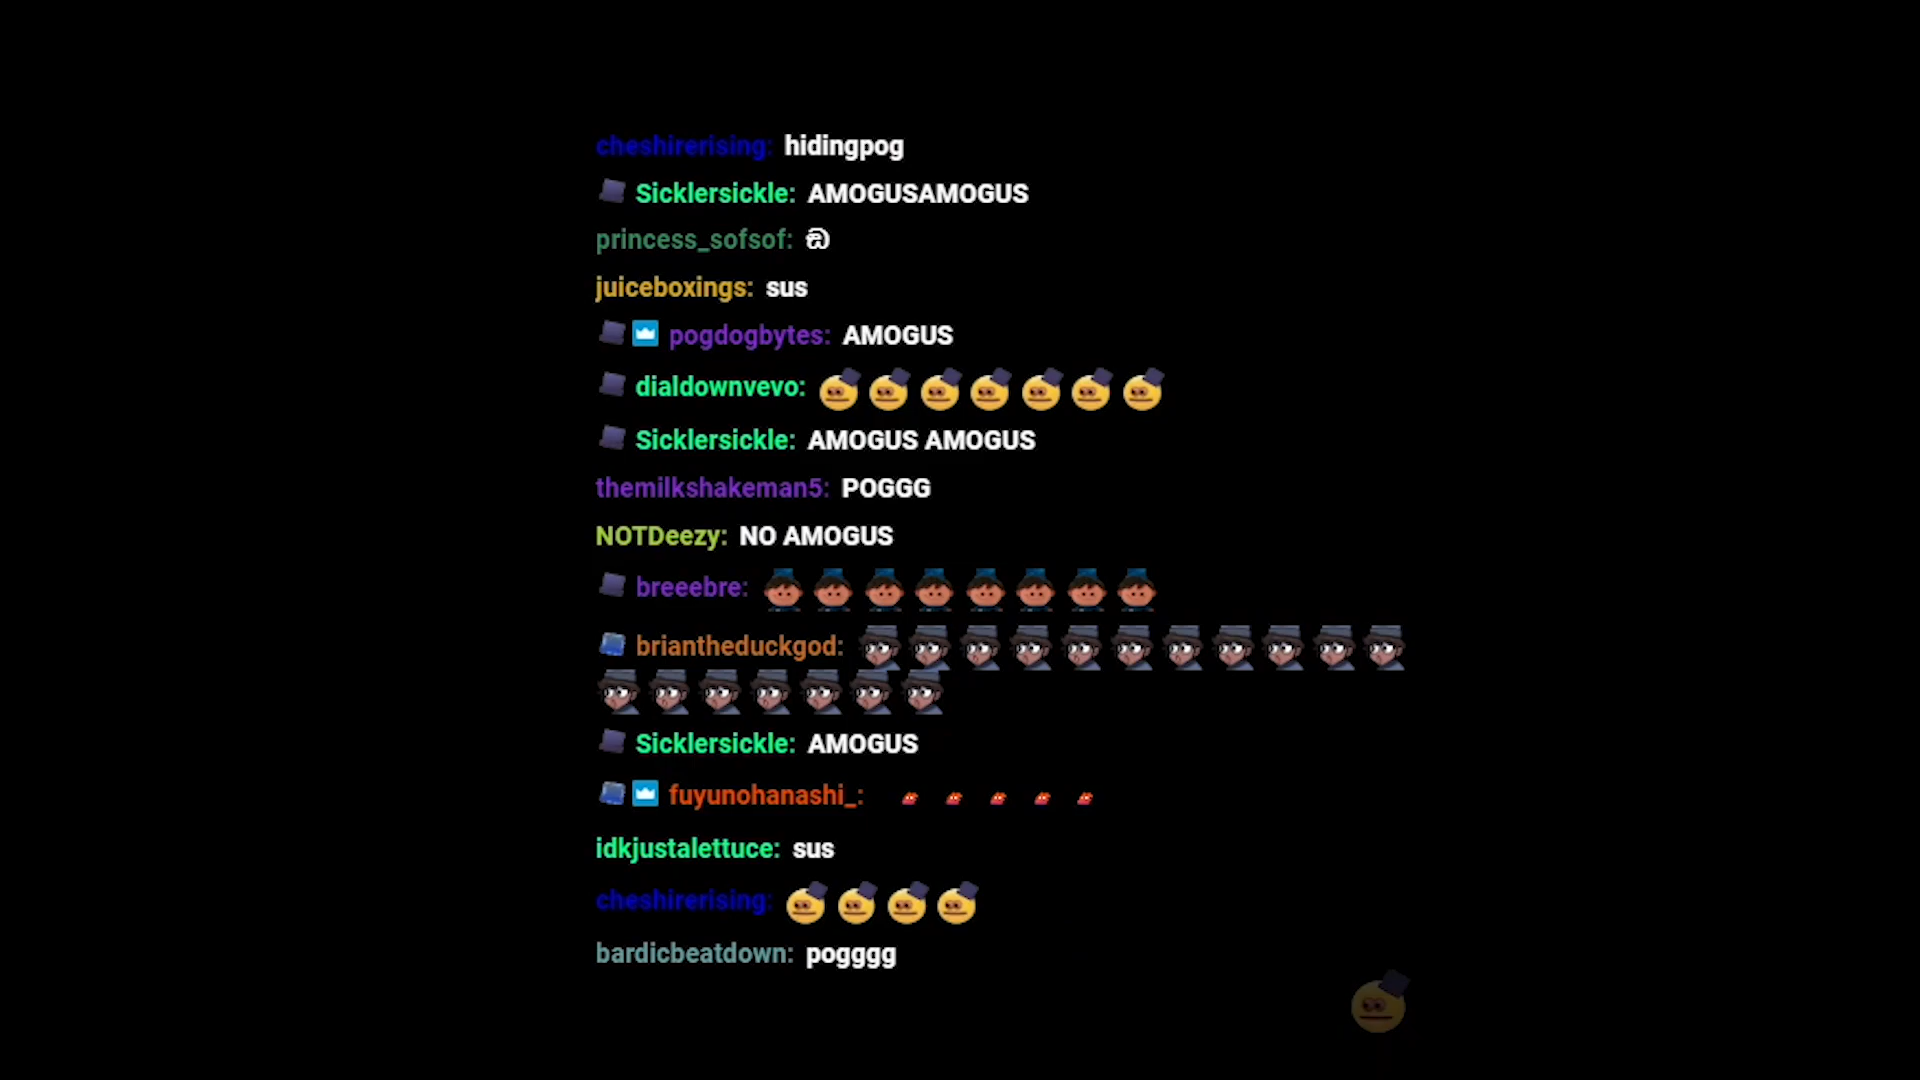 cheshirerising: hidingpog
Sicklersickle: AMOGUSAMOGUS
princess_sofsof: ඞ
juiceboxings: sus
pogdogbytes: AMOGUS
dialdownvevo:
Sicklersickle: AMOGUS AMOGUS
themilkshakeman5: POGGG
NOTDeezy: NO AMOGUS
breeebre:
briantheduckgod:
Sicklersickle: AMOGUS
fuyunohanashi_:
idkjustalettuce: sus
cheshirerising:
bardicbeatdown: pogggg